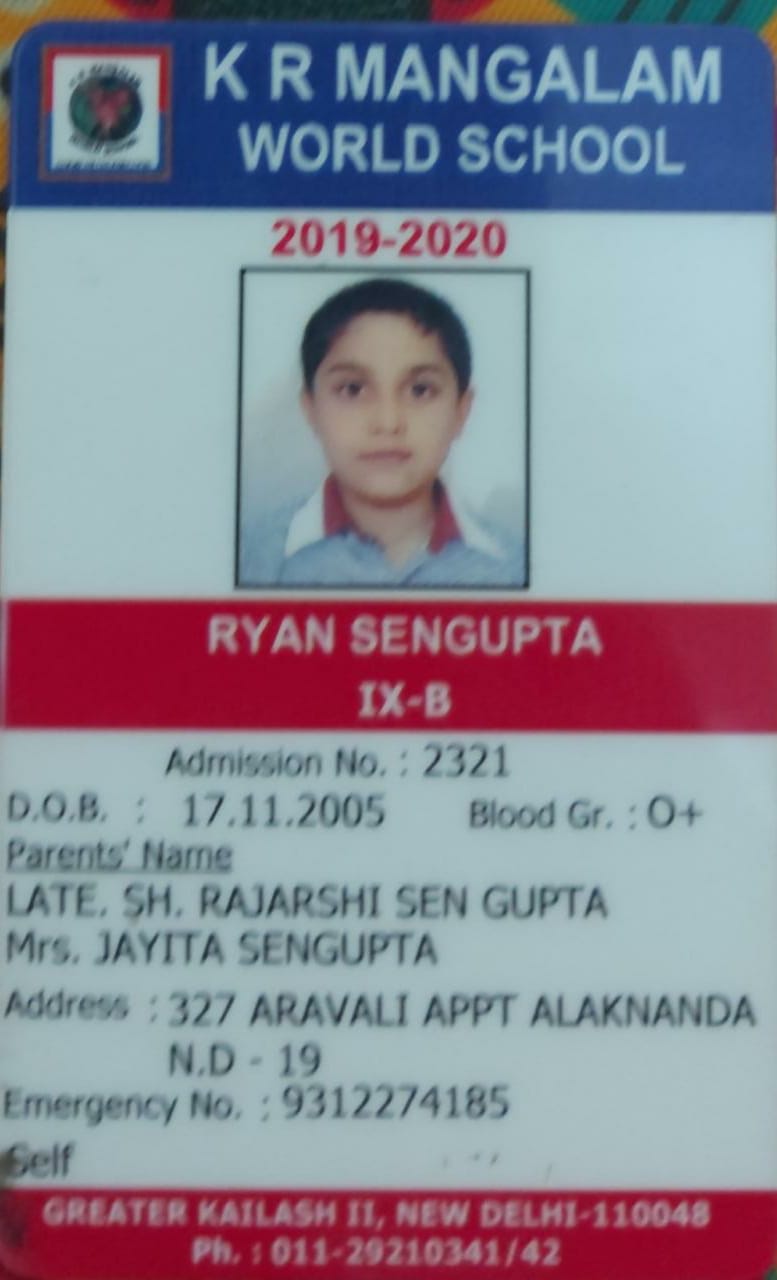 K R MANGALAM
WORLD SCHOOL
2019-2020
RYAN SENGUPTA
IX-B
Admission No. : 2321
D.O.B. : 17.11.2005 Blood Gr. : O+
Parents' Name
LATE. SH. RAJARSHI SEN GUPTA
Mrs. JAYITA SENGUPTA
Address : 327 ARAVALI APPT ALAKNANDA
N.D - 19
Emergency No. : 9312274185
Self
GREATER KAILASH II, NEW DELHI-110048
Ph. : 011-29210341/42